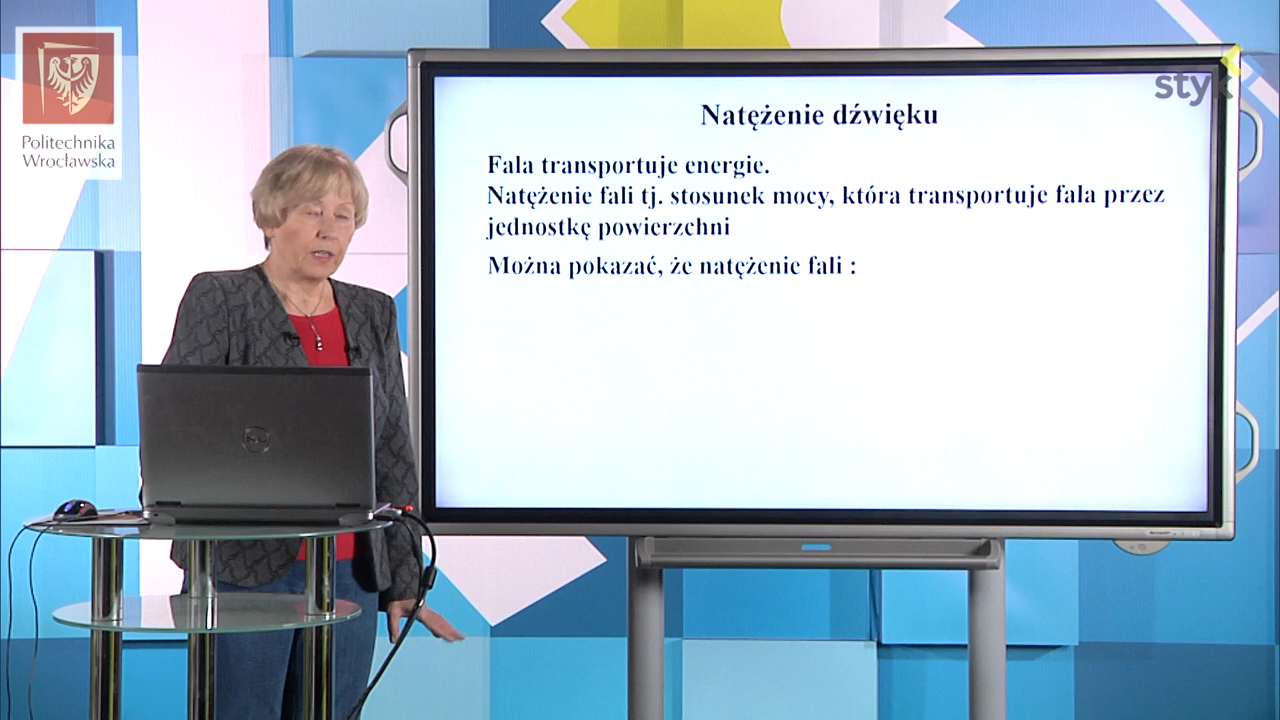 Politechnika
Wrocławska
styk
Natężenie dźwięku
Fala transportuje energie.
Natężenie fali tj. stosunek mocy, która transportuje fala przez
jednostkę powierzchni
Można pokazać, że natężenie fali :
DELL